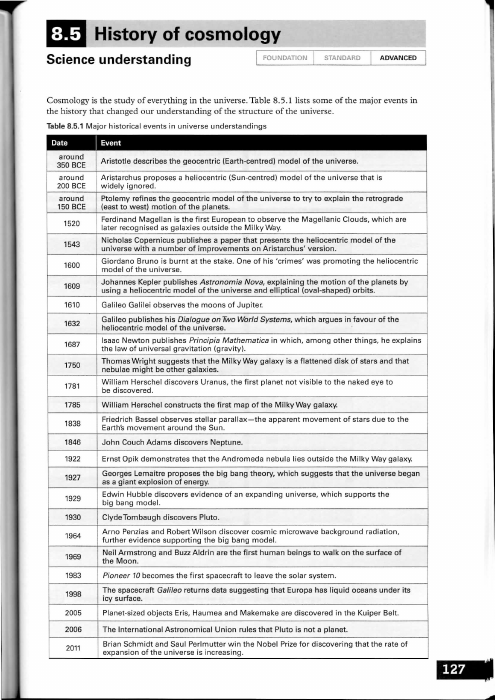 8.5 History of cosmology
Science understanding
FOUNDATION STANDARD ADVANCED
Cosmology is the study of everything in the universe. Table 8.5.1 lists some of the major events in
the history that changed our understanding of the structure of the universe.
Table 8.5.1 Major historical events in universe understandings
Date Event
around
350 BCE
Aristotle describes the geocentric (Earth-centred) model of the universe.
around
200 BCE
Aristarchus proposes a heliocentric (Sun-centred) model of the universe that is
widely ignored.
around
150 BCE
Ptolemy refines the geocentric model of the universe to try to explain the retrograde
(east to west) motion of the planets.
1520
Ferdinand Magellan is the first European to observe the Magellanic Clouds, which are
later recognised as galaxies outside the Milky Way.
1543
Nicholas Copernicus publishes a paper that presents the heliocentric model of the
universe with a number of improvements on Aristarchus' version.
1600
Giordano Bruno is burnt at the stake. One of his 'crimes' was promoting the heliocentric
model of the universe.
1609
Johannes Kepler publishes Astronomia Nova, explaining the motion of the planets by
using a heliocentric model of the universe and elliptical (oval-shaped) orbits.
1610 Galileo Galilei observes the moons of Jupiter.
1632
Galileo publishes his Dialogue on Two World Systems, which argues in favour of the
heliocentric model of the universe.
1687
Isaac Newton publishes Principia Mathematica in which, among other things, he explains
the law of universal gravitation (gravity).
1750
Thomas Wright suggests that the Milky Way galaxy is a flattened disk of stars and that
nebulae might be other galaxies.
1781
William Herschel discovers Uranus, the first planet not visible to the naked eye to
be discovered.
1785 William Herschel constructs the first map of the Milky Way galaxy.
1838
Friedrich Bassel observes stellar parallax—the apparent movement of stars due to the
Earth's movement around the Sun.
1846 John Couch Adams discovers Neptune.
1922 Ernst Opik demonstrates that the Andromeda nebula lies outside the Milky Way galaxy.
1927
Georges Lemaitre proposes the big bang theory, which suggests that the universe began
as a giant explosion of energy.
1929
Edwin Hubble discovers evidence of an expanding universe, which supports the
big bang model.
1930 Clyde Tombaugh discovers Pluto.
1964
Arno Penzias and Robert Wilson discover cosmic microwave background radiation,
further evidence supporting the big bang model.
1969
Neil Armstrong and Buzz Aldrin are the first human beings to walk on the surface of
the Moon.
1983 Pioneer 10 becomes the first spacecraft to leave the solar system.
1998
The spacecraft Galileo returns data suggesting that Europa has liquid oceans under its
icy surface.
2005 Planet-sized objects Eris, Haumea and Makemake are discovered in the Kuiper Belt.
2006 The International Astronomical Union rules that Pluto is not a planet.
2011
Brian Schmidt and Saul Perlmutter win the Nobel Prize for discovering that the rate of
expansion of the universe is increasing.
127